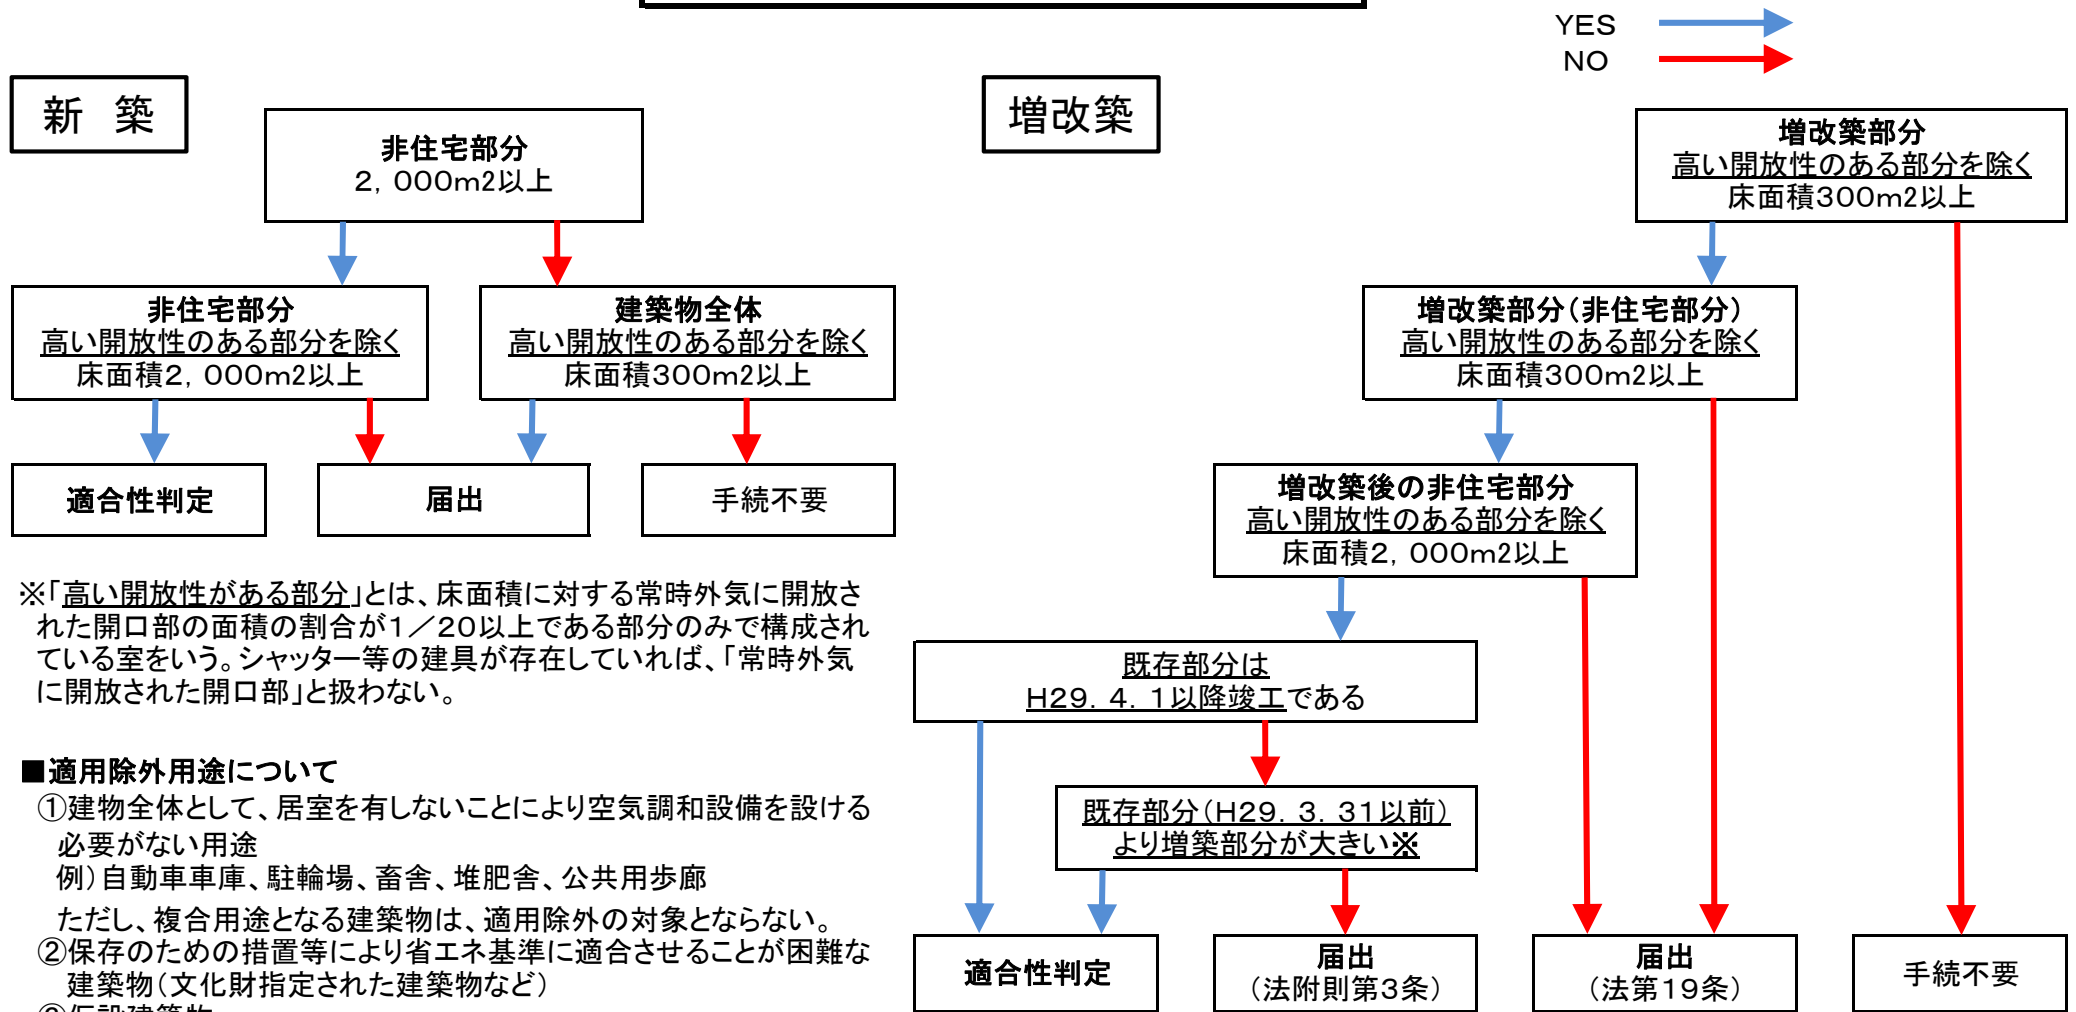 YES
NO
新　築
非住宅部分
２，０００m2以上
非住宅部分
高い開放性のある部分を除く
床面積２，０００m2以上
建築物全体
高い開放性のある部分を除く
床面積３００m2以上
適合性判定
届出
手続不要
※「高い開放性がある部分」とは、床面積に対する常時外気に開放さ
れた開口部の面積の割合が１／２０以上である部分のみで構成され
ている室をいう。シャッター等の建具が存在していれば、「常時外気
に開放された開口部」と扱わない。
■適用除外用途について
①建物全体として、居室を有しないことにより空気調和設備を設ける
必要がない用途
例）自動車車庫、駐輪場、畜舎、堆肥舎、公共用歩廊
ただし、複合用途となる建築物は、適用除外の対象とならない。
②保存のための措置等により省エネ基準に適合させることが困難な
建築物（文化財指定された建築物など）
増改築
増改築部分
高い開放性のある部分を除く
床面積３００m2以上
増改築部分（非住宅部分）
高い開放性のある部分を除く
床面積３００m2以上
増改築後の非住宅部分
高い開放性のある部分を除く
床面積２，０００m2以上
既存部分は
H２９．４．１以降竣工である
既存部分（H２９．３．３１以前）
より増築部分が大きい※
適合性判定
届出
（法附則第３条）
届出
（法第１９条）
手続不要